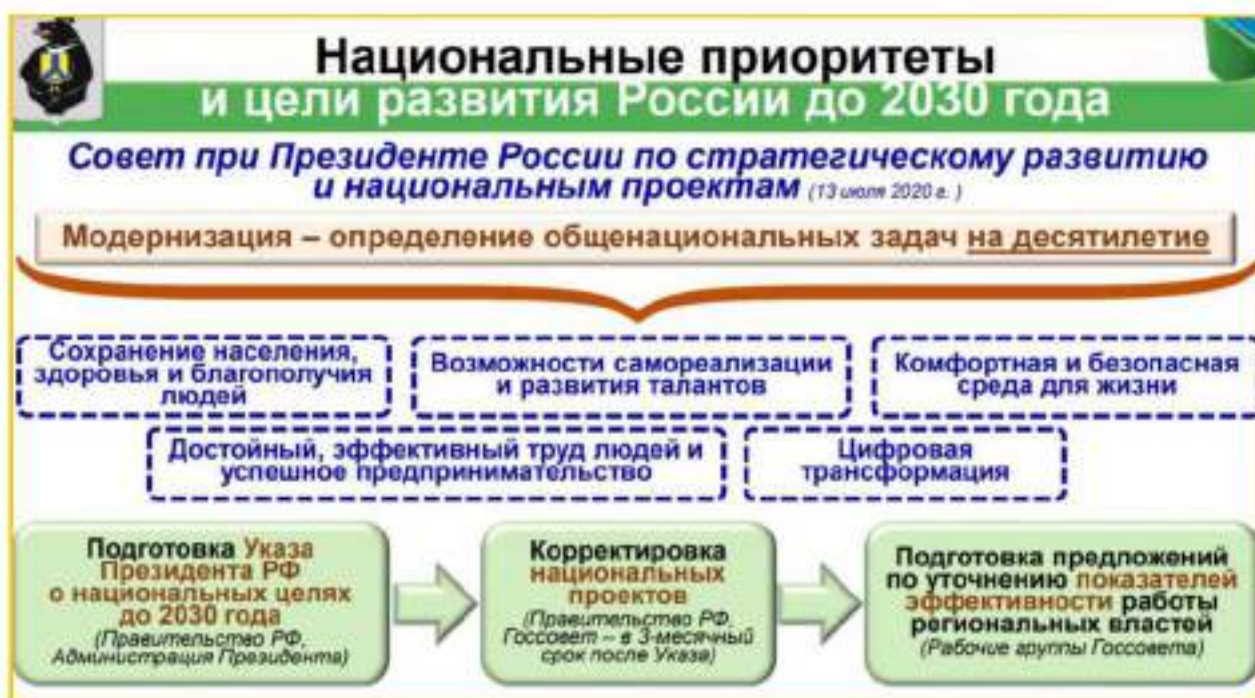 Национальные приоритеты
и цели развития России до 2030 года
Совет при Президенте России по стратегическому развитию
и национальным проектам (13 июля 2020 г. )
Модернизация – определение общенациональных задач на десятилетие
Сохранение населения,
здоровья и благополучия
людей
Возможности самореализации
и развития талантов
Комфортная и безопасная
среда для жизни
Достойный, эффективный труд людей и
успешное предпринимательство
Цифровая
трансформация
Подготовка Указа
Президента РФ
о национальных целях
до 2030 года
(Правительство РФ,
Администрация Президента)
Корректировка
национальных
проектов
(Правительство РФ,
Госсовет – в 3-месячный
срок после Указа)
Подготовка предложений
по уточнению показателей
эффективности работы
региональных властей
(Рабочие группы Госсовета)